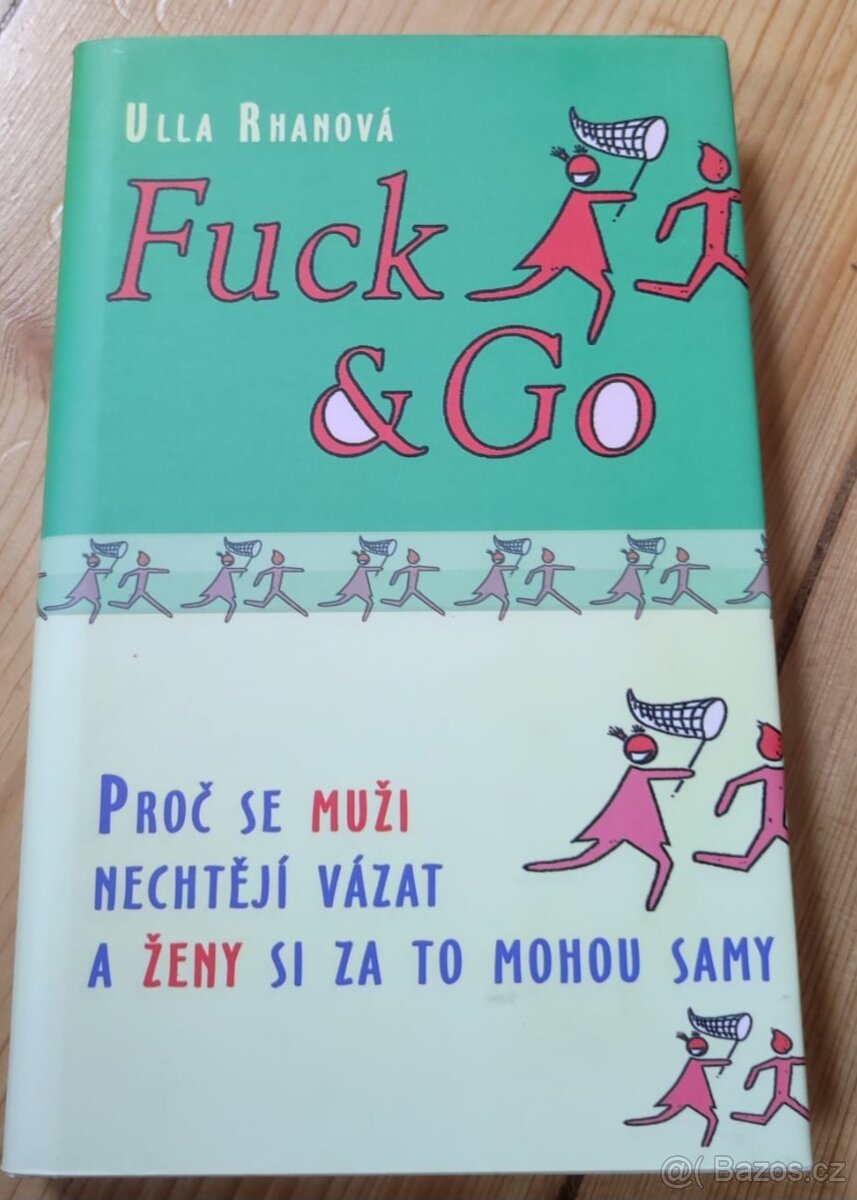 Ulla Rhanová
Fuck
& Go
Proč se muži
nechtějí vázat
a ženy si za to mohou samy
@( Bazos.cz